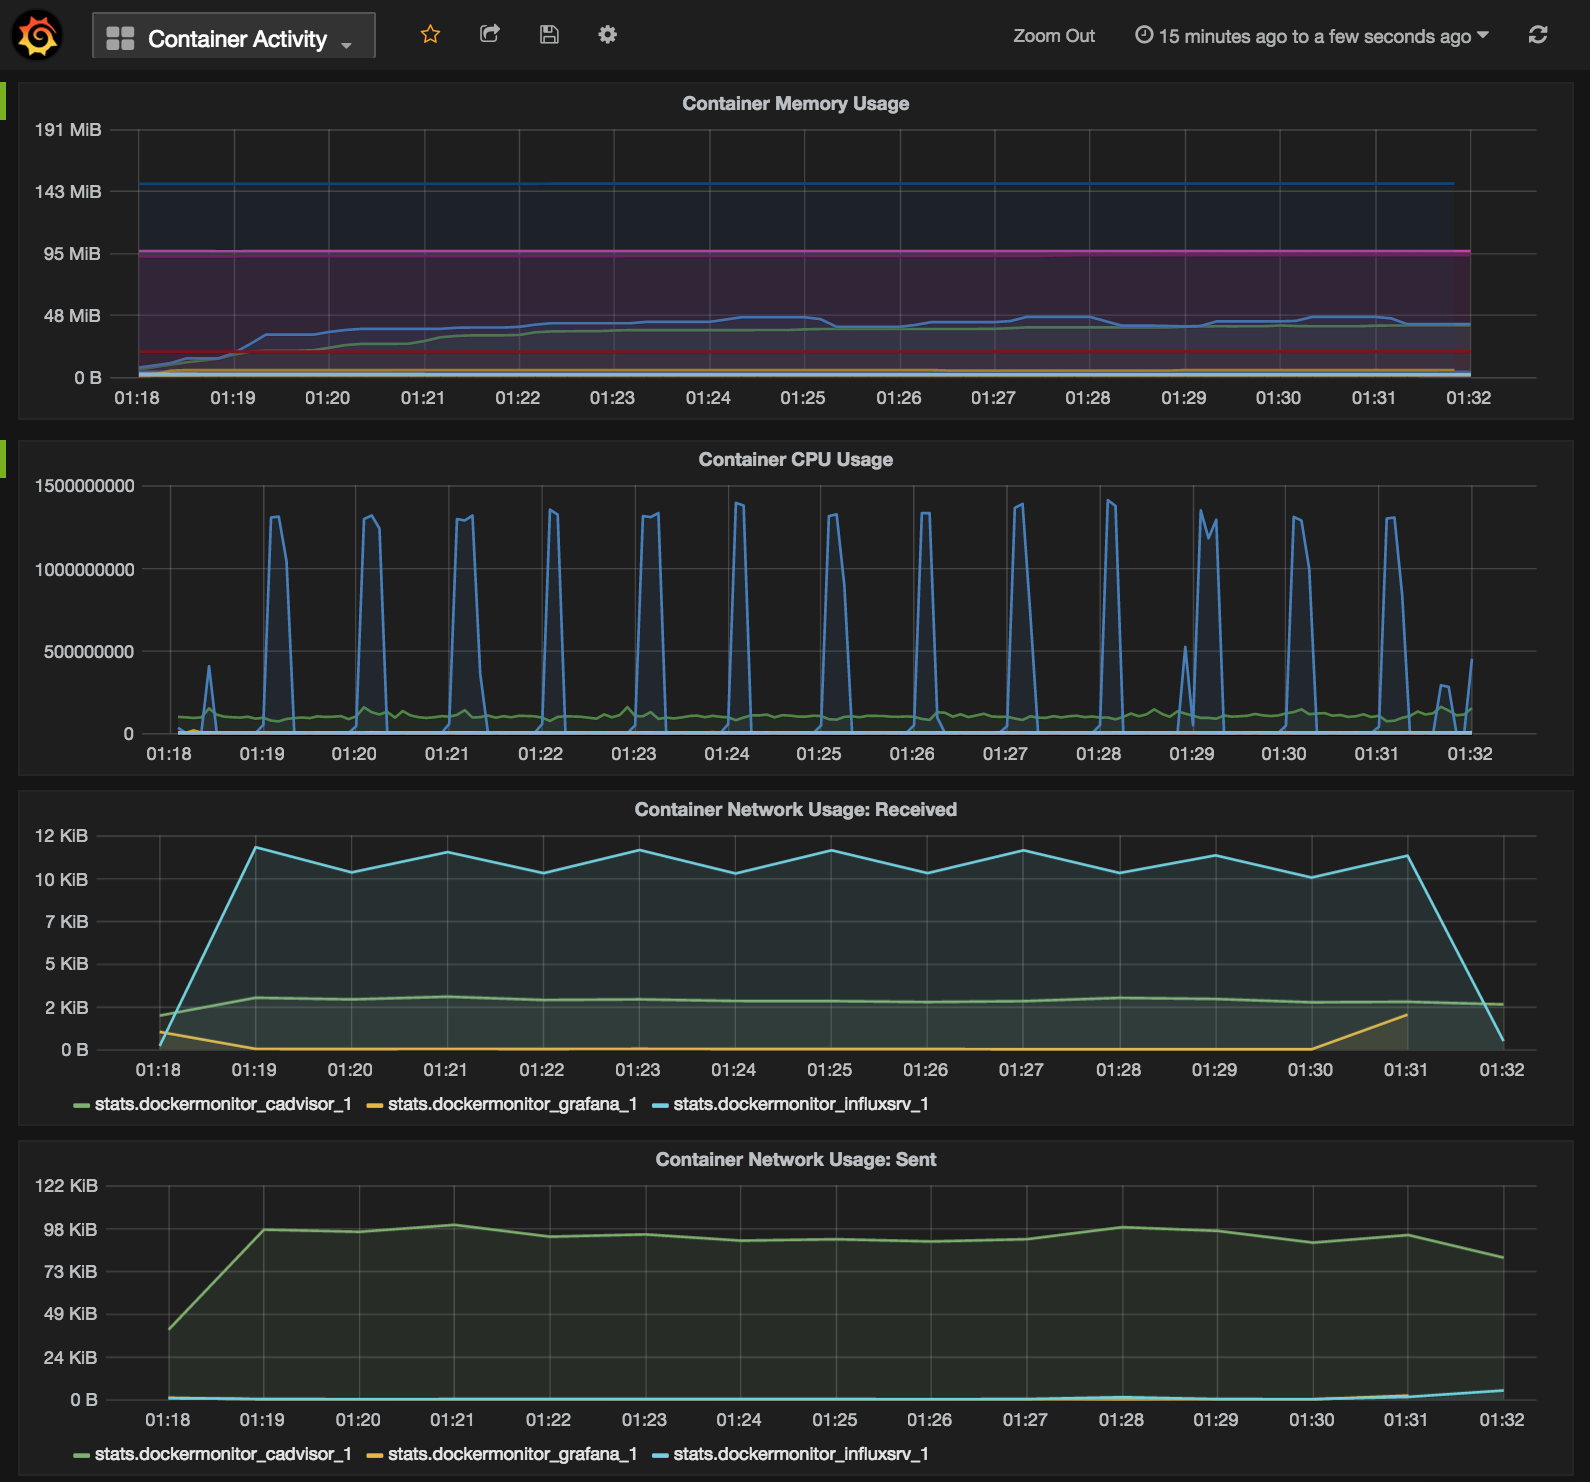 Container Activity
Zoom Out
15 minutes ago to a few seconds ago
Container Memory Usage
191 MiB
143 MiB
95 MiB
48 MiB
0 B
01:18 01:19 01:20 01:21 01:22 01:23 01:24 01:25 01:26 01:27 01:28 01:29 01:30 01:31 01:32
Container CPU Usage
1500000000
1000000000
500000000
0
01:18 01:19 01:20 01:21 01:22 01:23 01:24 01:25 01:26 01:27 01:28 01:29 01:30 01:31 01:32
Container Network Usage: Received
12 KiB
10 KiB
7 KiB
5 KiB
2 KiB
0 B
01:18 01:19 01:20 01:21 01:22 01:23 01:24 01:25 01:26 01:27 01:28 01:29 01:30 01:31 01:32
stats.dockermonitor_cadvisor_1 stats.dockermonitor_grafana_1 stats.dockermonitor_influxsrv_1
Container Network Usage: Sent
122 KiB
98 KiB
73 KiB
49 KiB
24 KiB
0 B
01:18 01:19 01:20 01:21 01:22 01:23 01:24 01:25 01:26 01:27 01:28 01:29 01:30 01:31 01:32
stats.dockermonitor_cadvisor_1 stats.dockermonitor_grafana_1 stats.dockermonitor_influxsrv_1